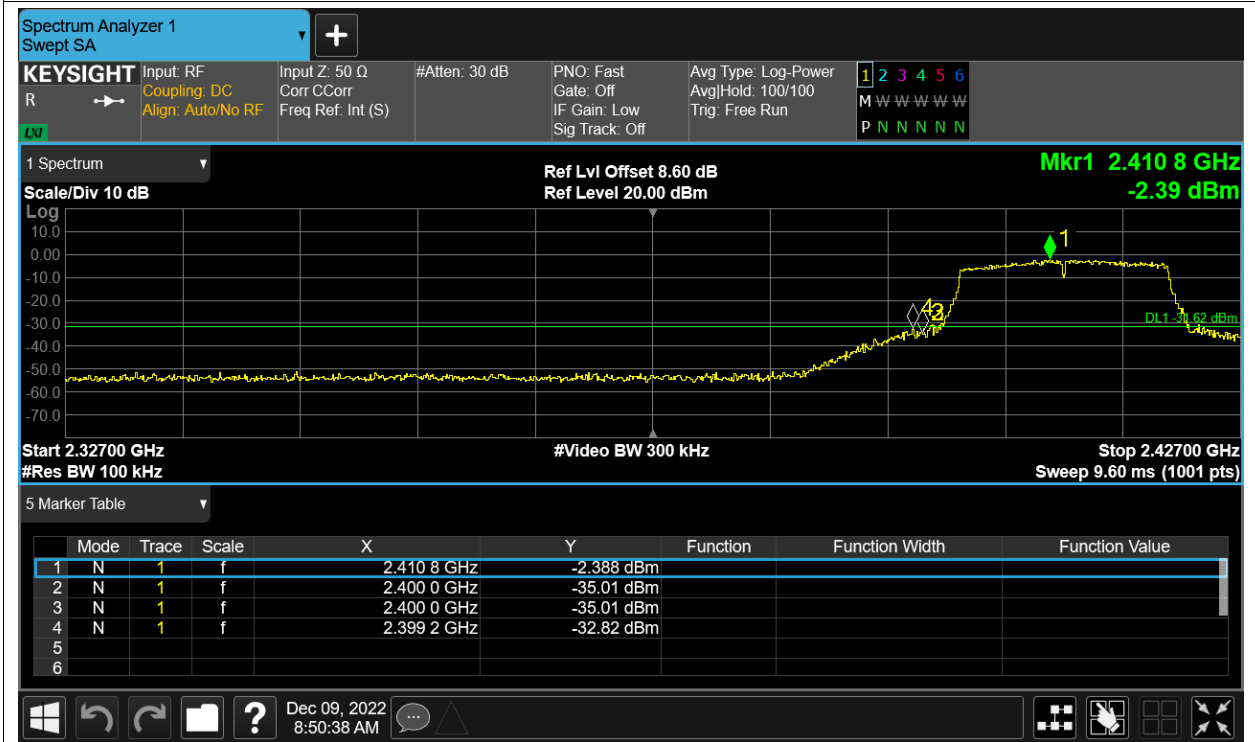 Spectrum Analyzer 1
Swept SA
+
KEYSIGHT
R
LXI
Input: RF
Coupling: DC
Align: Auto/No RF
Input Z: 50 Ω
Corr CCorr
Freq Ref: Int (S)
#Atten: 30 dB
PNO: Fast
Gate: Off
IF Gain: Low
Sig Track: Off
Avg Type: Log-Power
Avg|Hold: 100/100
Trig: Free Run
1 2 3 4 5 6
M W W W W W
P N N N N N
1 Spectrum
Scale/Div 10 dB
Ref Lvl Offset 8.60 dB
Ref Level 20.00 dBm
Mkr1 2.410 8 GHz
-2.39 dBm
Log
10.0
0.00
-10.0
-20.0
-30.0
-40.0
-50.0
-60.0
-70.0
1
4
DL1 -31.62 dBm
Start 2.32700 GHz
#Res BW 100 kHz
#Video BW 300 kHz
Stop 2.42700 GHz
Sweep 9.60 ms (1001 pts)
5 Marker Table
Mode Trace Scale X Y Function Function Width Function Value
1 N 1 f 2.410 8 GHz -2.388 dBm
2 N 1 f 2.400 0 GHz -35.01 dBm
3 N 1 f 2.400 0 GHz -35.01 dBm
4 N 1 f 2.399 2 GHz -32.82 dBm
5
6
?
Dec 09, 2022
8:50:38 AM